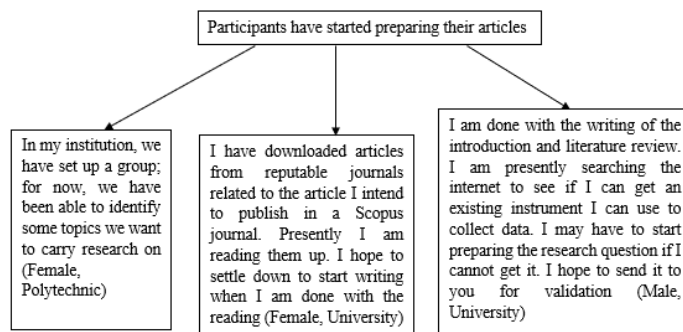 Participants have started preparing their articles
In my institution, we
have set up a group;
for now, we have
been able to identify
some topics we want
to carry research on
(Female,
Polytechnic)
I have downloaded articles
from reputable journals
related to the article I intend
to publish in a Scopus
journal. Presently I am
reading them up. I hope to
settle down to start writing
when I am done with the
reading (Female, University)
I am done with the writing of the
introduction and literature review.
I am presently searching the
internet to see if I can get an
existing instrument I can use to
collect data. I may have to start
preparing the research question if I
cannot get it. I hope to send it to
you for validation (Male,
University)